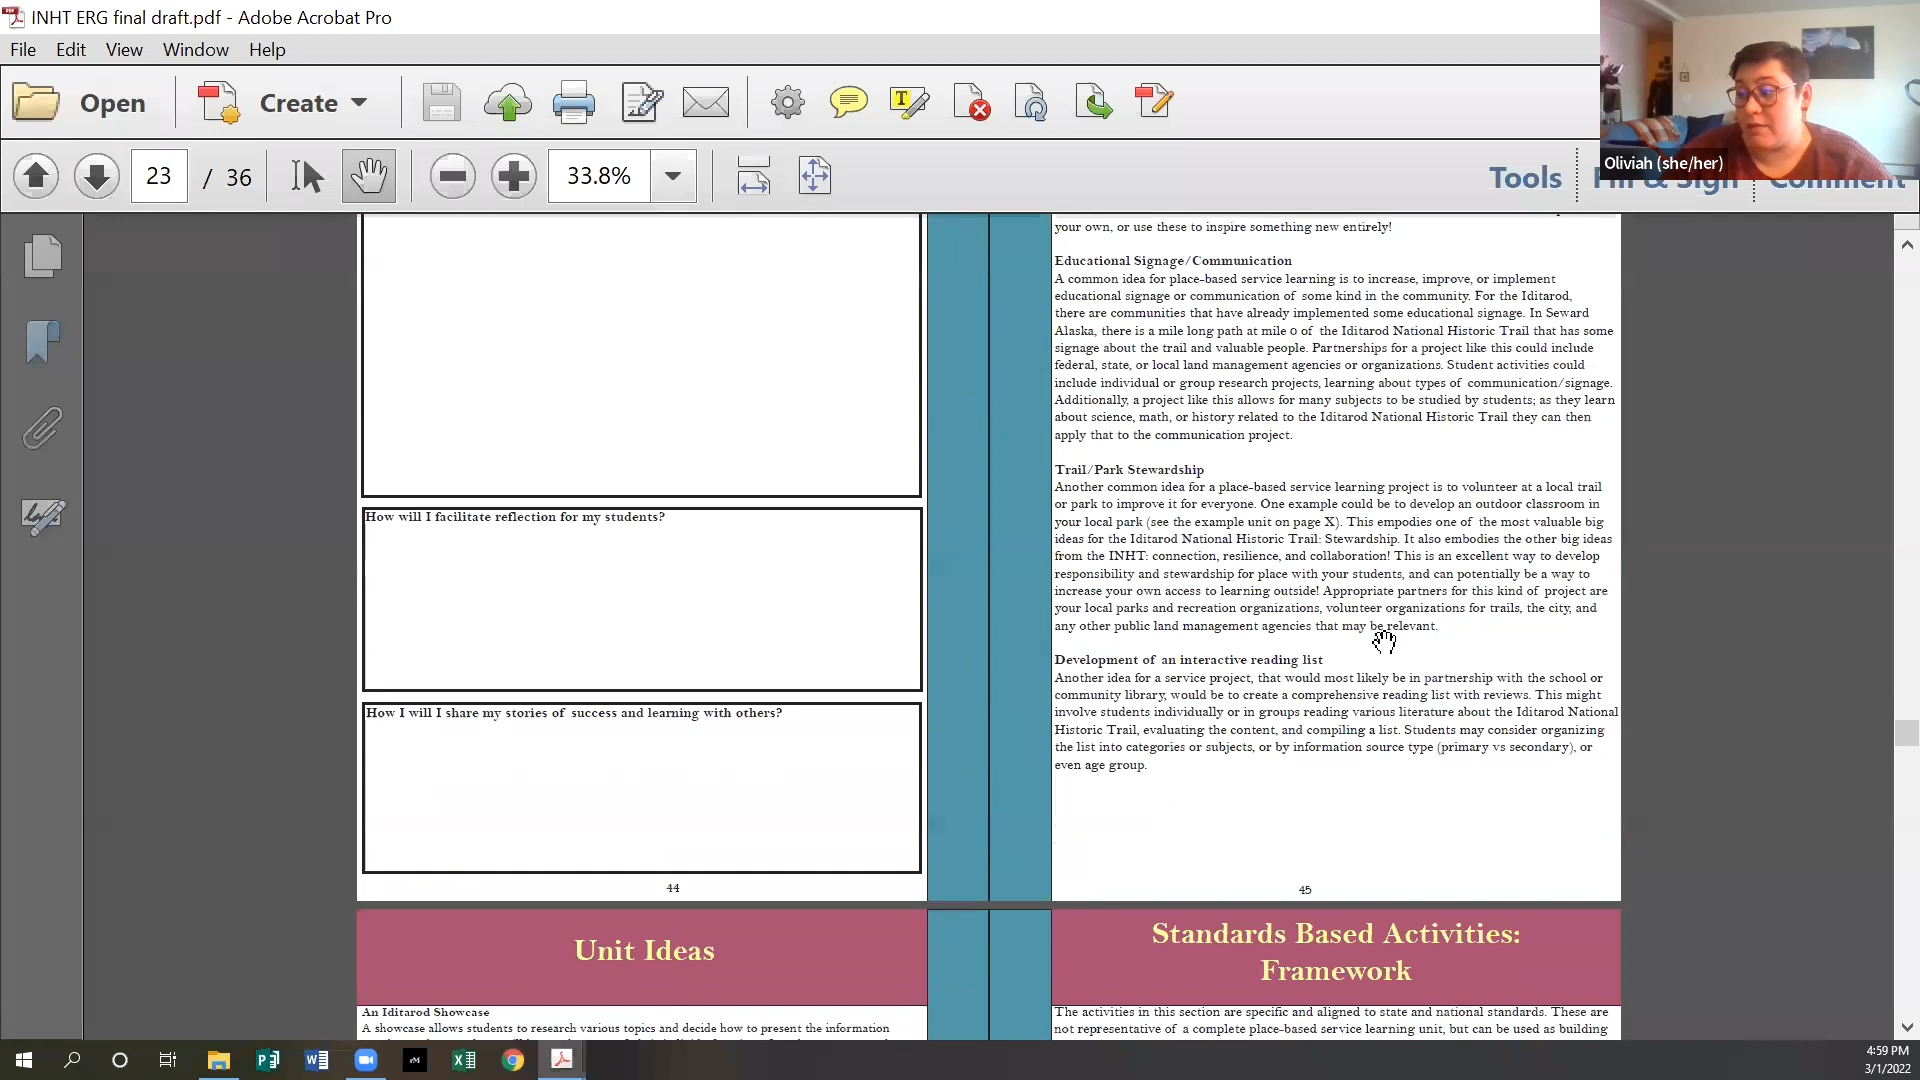 INHT ERG final draft.pdf - Adobe Acrobat Pro
File Edit View Window Help
Open
Create
23 / 36
33.8%
Tools
Fill & Sign
Comment
Oliviah (she/her)
How will I facilitate reflection for my students?
How I will I share my stories of success and learning with others?
44
your own, or use these to inspire something new entirely!
Educational Signage/Communication
A common idea for place-based service learning is to increase, improve, or implement
educational signage or communication of some kind in the community. For the Iditarod,
there are communities that have already implemented some educational signage. In Seward
Alaska, there is a mile long path at mile 0 of the Iditarod National Historic Trail that has some
signage about the trail and valuable people. Partnerships for a project like this could include
federal, state, or local land management agencies or organizations. Student activities could
include individual or group research projects, learning about types of communication/signage.
Additionally, a project like this allows for many subjects to be studied by students; as they learn
about science, math, or history related to the Iditarod National Historic Trail they can then
apply that to the communication project.
Trail/Park Stewardship
Another common idea for a place-based service learning project is to volunteer at a local trail
or park to improve it for everyone. One example could be to develop an outdoor classroom in
your local park (see the example unit on page X). This empodies one of the most valuable big
ideas for the Iditarod National Historic Trail: Stewardship. It also embodies the other big ideas
from the INHT: connection, resilience, and collaboration! This is an excellent way to develop
responsibility and stewardship for place with your students, and can potentially be a way to
increase your own access to learning outside! Appropriate partners for this kind of project are
your local parks and recreation organizations, volunteer organizations for trails, the city, and
any other public land management agencies that may be relevant.
Development of an interactive reading list
Another idea for a service project, that would most likely be in partnership with the school or
community library, would be to create a comprehensive reading list with reviews. This might
involve students individually or in groups reading various literature about the Iditarod National
Historic Trail, evaluating the content, and compiling a list. Students may consider organizing
the list into categories or subjects, or by information source type (primary vs secondary), or
even age group.
45
Unit Ideas
An Iditarod Showcase
A showcase allows students to research various topics and decide how to present the information
Standards Based Activities:
Framework
The activities in this section are specific and aligned to state and national standards. These are
not representative of a complete place-based service learning unit, but can be used as building
4:59 PM
3/1/2022